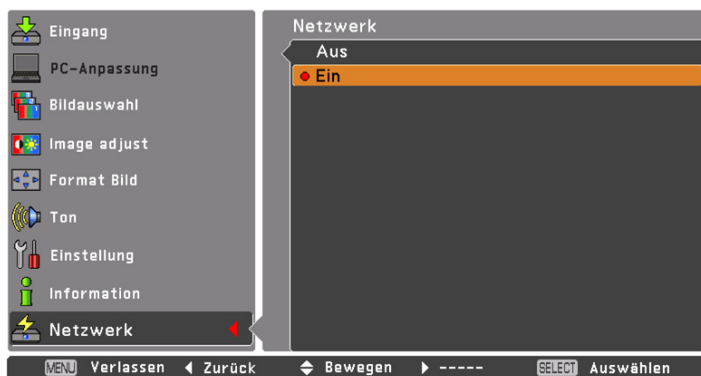 Eingang
PC-Anpassung
Bildauswahl
Image adjust
Format Bild
Ton
Einstellung
Information
Netzwerk
Netzwerk
Aus
Ein
MENU Verlassen Zurück Bewegen ----- SELECT Auswählen